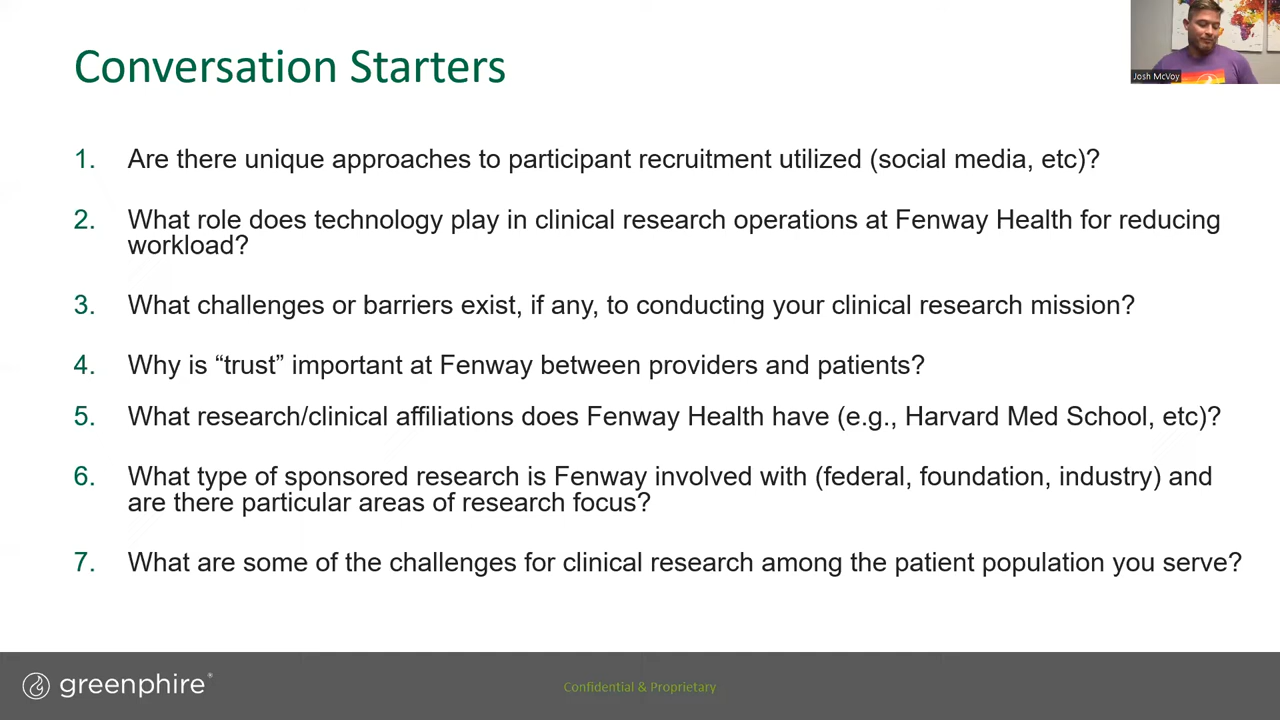 Conversation Starters
Josh McVoy
1. Are there unique approaches to participant recruitment utilized (social media, etc)?
2. What role does technology play in clinical research operations at Fenway Health for reducing
workload?
3. What challenges or barriers exist, if any, to conducting your clinical research mission?
4. Why is “trust” important at Fenway between providers and patients?
5. What research/clinical affiliations does Fenway Health have (e.g., Harvard Med School, etc)?
6. What type of sponsored research is Fenway involved with (federal, foundation, industry) and
are there particular areas of research focus?
7. What are some of the challenges for clinical research among the patient population you serve?
greenphire®
Confidential & Proprietary